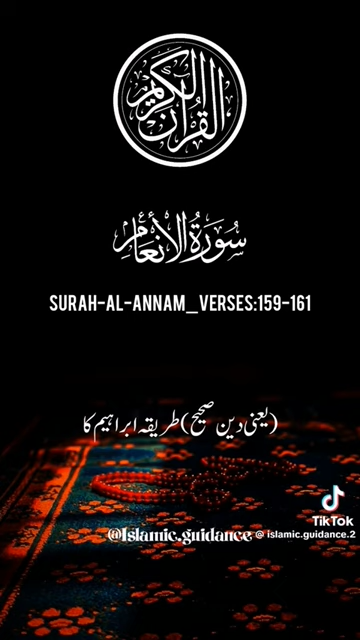 القرآن الكريم
سُورَةُ الأَنْعَام
SURAH-AL-ANNAM_VERSES:159-161
(یعنی دین صحیح) طریقہ ابراہیم کا
TikTok
@Islamic.guidance @ islamic.guidance.2